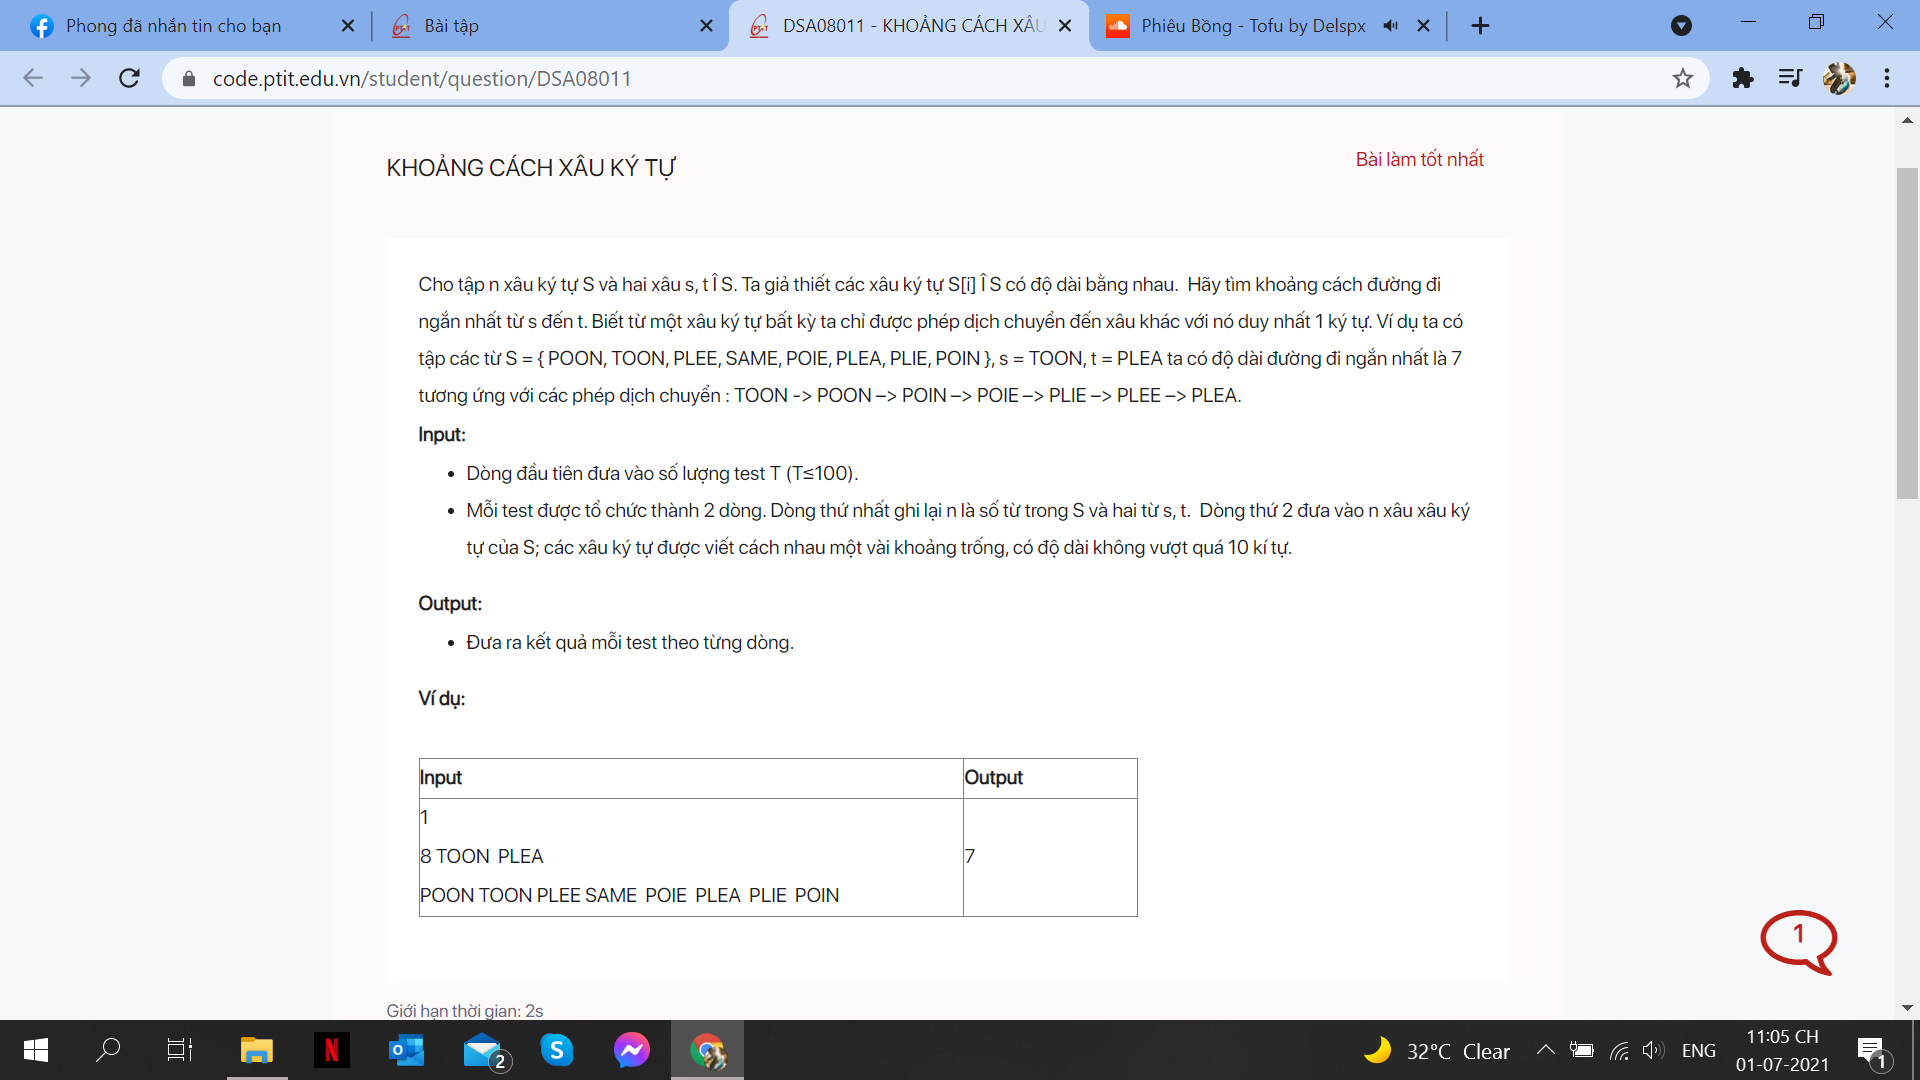 Phong đã nhắn tin cho bạn
Bài tập
DSA08011 - KHOẢNG CÁCH XÂU
Phiêu Bồng - Tofu by Delspx
code.ptit.edu.vn/student/question/DSA08011
KHOẢNG CÁCH XÂU KÝ TỰ
Bài làm tốt nhất
Cho tập n xâu ký tự S và hai xâu s, t Î S. Ta giả thiết các xâu ký tự S[i] Î S có độ dài bằng nhau. Hãy tìm khoảng cách đường đi
ngắn nhất từ s đến t. Biết từ một xâu ký tự bất kỳ ta chỉ được phép dịch chuyển đến xâu khác với nó duy nhất 1 ký tự. Ví dụ ta có
tập các từ S = { POON, TOON, PLEE, SAME, POIE, PLEA, PLIE, POIN }, s = TOON, t = PLEA ta có độ dài đường đi ngắn nhất là 7
tương ứng với các phép dịch chuyển : TOON -> POON –> POIN –> POIE –> PLIE –> PLEE –> PLEA.
Input:
• Dòng đầu tiên đưa vào số lượng test T (T≤100).
• Mỗi test được tổ chức thành 2 dòng. Dòng thứ nhất ghi lại n là số từ trong S và hai từ s, t. Dòng thứ 2 đưa vào n xâu xâu ký
tự của S; các xâu ký tự được viết cách nhau một vài khoảng trống, có độ dài không vượt quá 10 kí tự.
Output:
• Đưa ra kết quả mỗi test theo từng dòng.
Ví dụ:
Input Output
1
8 TOON PLEA 7
POON TOON PLEE SAME POIE PLEA PLIE POIN
1
Giới hạn thời gian: 2s
2
32°C Clear
ENG
11:05 CH
01-07-2021
1